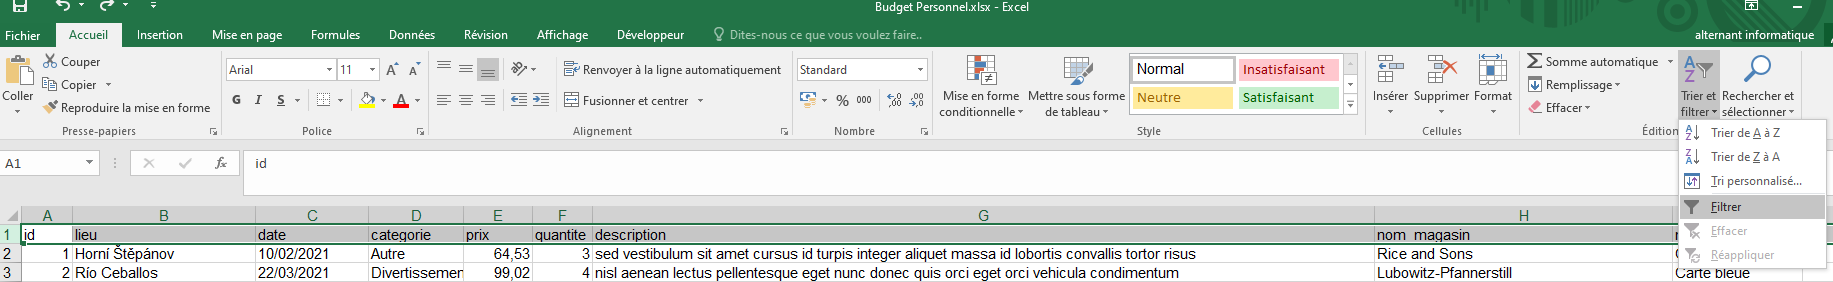 Budget Personnel.xlsx - Excel
Fichier Accueil Insertion Mise en page Formules Données Révision Affichage Développeur Dites-nous ce que vous voulez faire.. alternant informatique
Coller
Couper
Copier
Reproduire la mise en forme
Presse-papiers
Arial 11
G I S
Police
Renvoyer à la ligne automatiquement
Fusionner et centrer
Alignement
Standard
% 000
Nombre
Mise en forme conditionnelle
Mettre sous forme de tableau
Normal Insatisfaisant
Neutre Satisfaisant
Style
Insérer Supprimer Format
Cellules
Somme automatique
Remplissage
Effacer
Trier et filtrer
Rechercher et sélectionner
Édition
Trier de A à Z
Trier de Z à A
Tri personnalisé...
Filtrer
Effacer
Réappliquer
A1 fx id
A B C D E F G H
1 id lieu date categorie prix quantite description nom_magasin
2 1 Horní Štěpánov 10/02/2021 Autre 64,53 3 sed vestibulum sit amet cursus id turpis integer aliquet massa id lobortis convallis tortor risus Rice and Sons
3 2 Río Ceballos 22/03/2021 Divertissemen 99,02 4 nisl aenean lectus pellentesque eget nunc donec quis orci eget orci vehicula condimentum Lubowitz-Pfannerstill Carte bleue